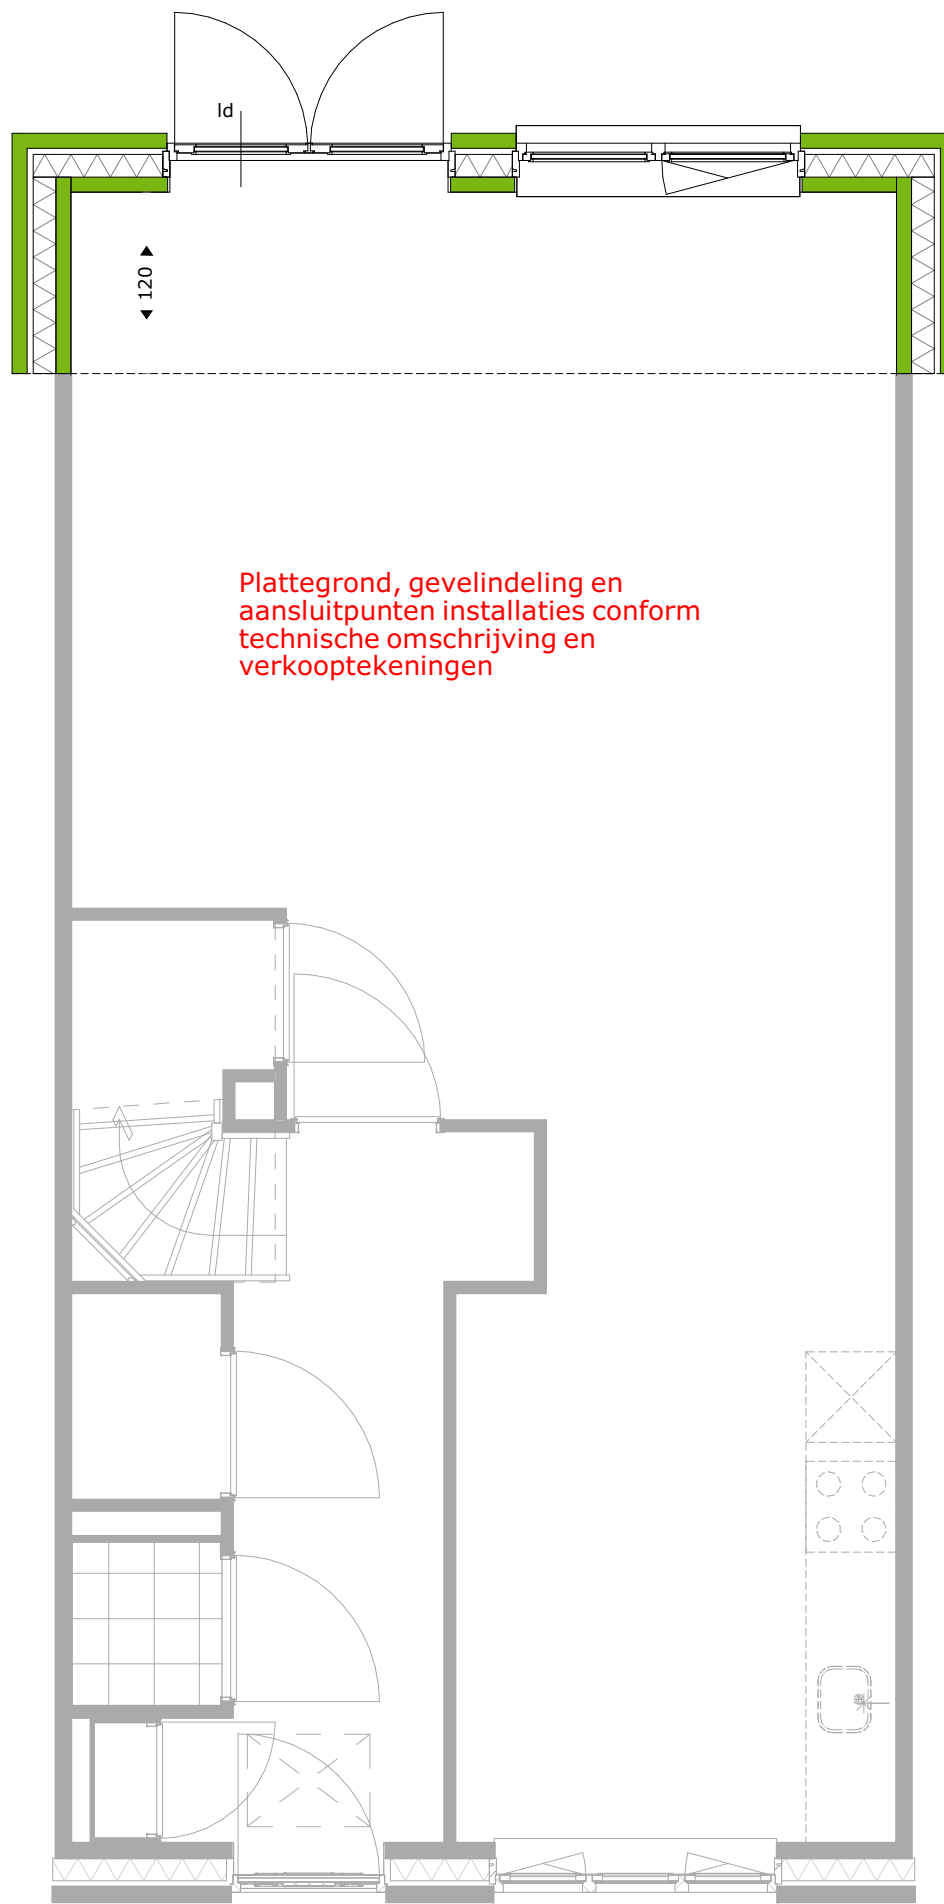 ld
120
Plattegrond, gevelindeling en
aansluitpunten installaties conform
technische omschrijving en
verkooptekeningen